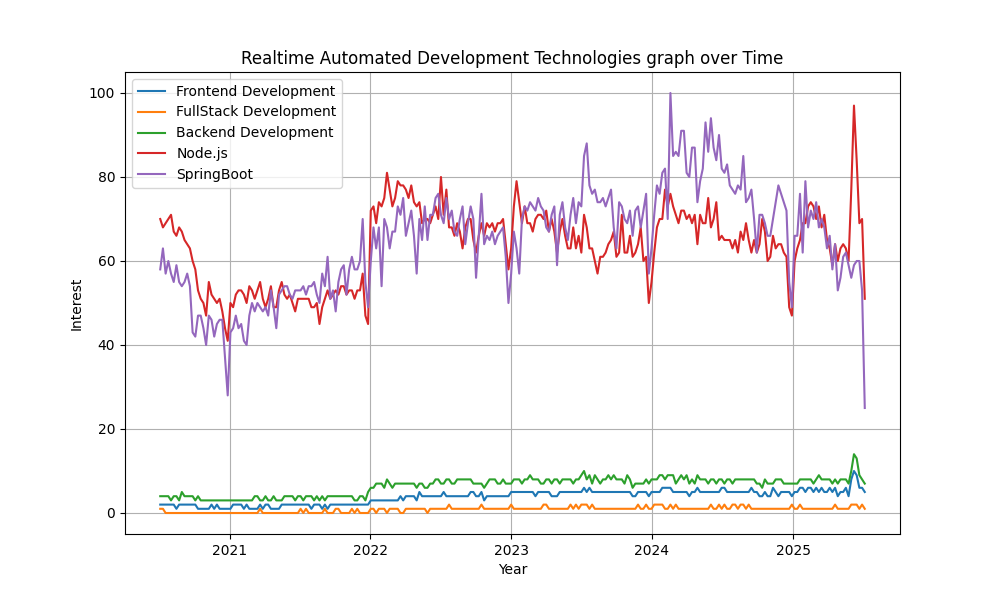 Realtime Automated Development Technologies graph over Time
Frontend Development
FullStack Development
Backend Development
Node.js
SpringBoot
100
80
60
40
20
0
Interest
2021 2022 2023 2024 2025
Year